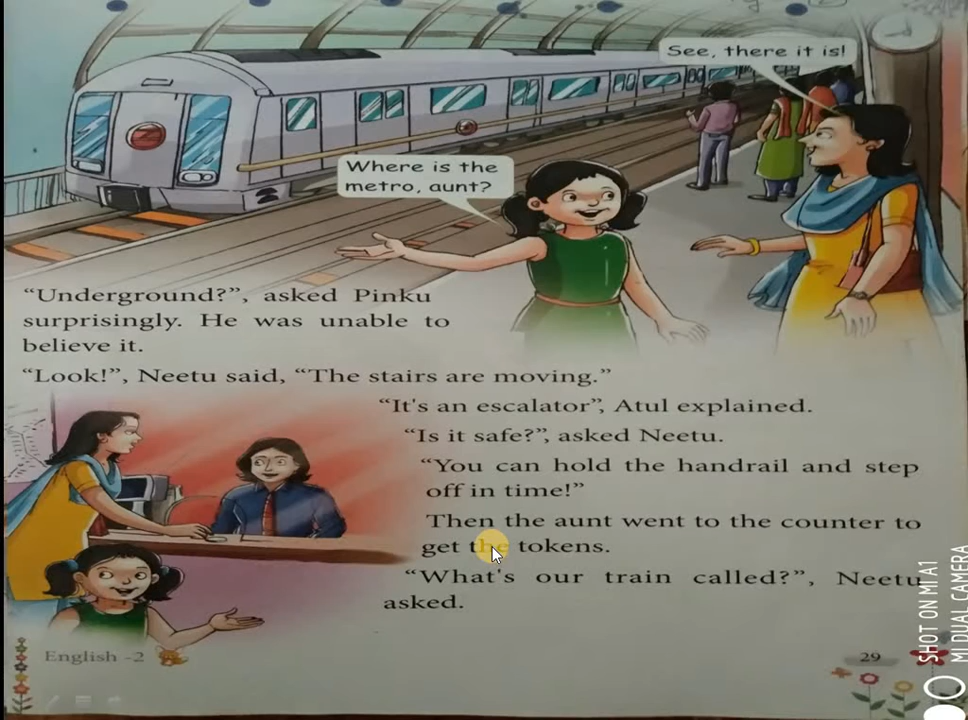 See, there it is!
Where is the
metro, aunt?
“Underground?”, asked Pinku
surprisingly. He was unable to
believe it.
“Look!”, Neetu said, “The stairs are moving.”
“It's an escalator”, Atul explained.
“Is it safe?”, asked Neetu.
“You can hold the handrail and step
off in time!”
Then the aunt went to the counter to
get the tokens.
“What's our train called?”, Neetu
asked.
English -2
29
SHOT ON MI A1
MI DUAL CAMERA